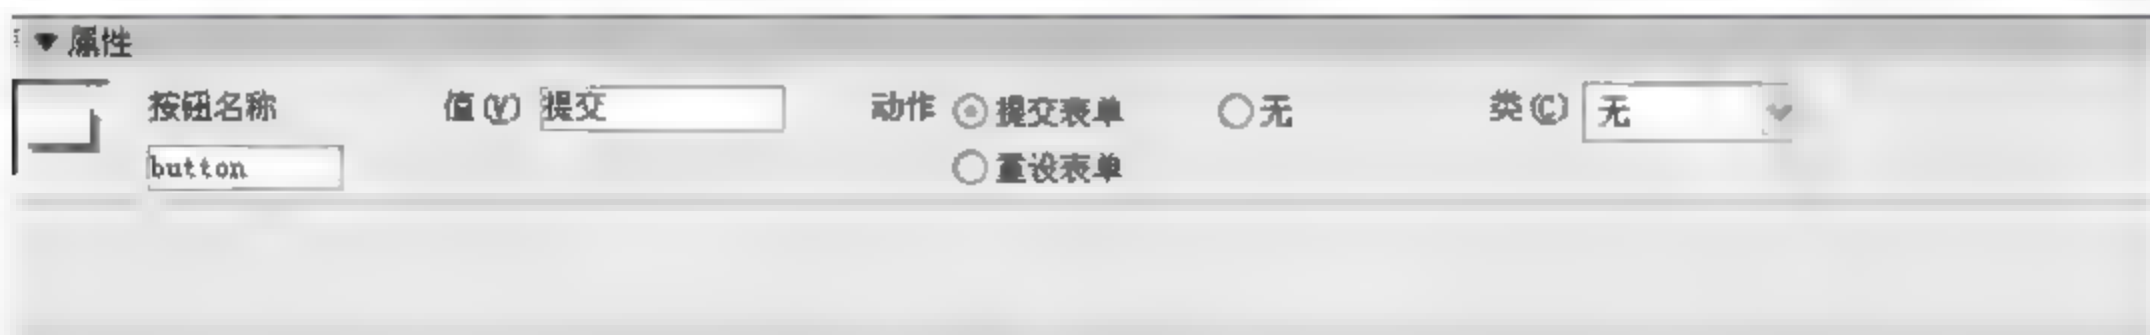 属性
按钮名称 值(V) 提交 动作 提交表单 无 类(C) 无
button 重设表单